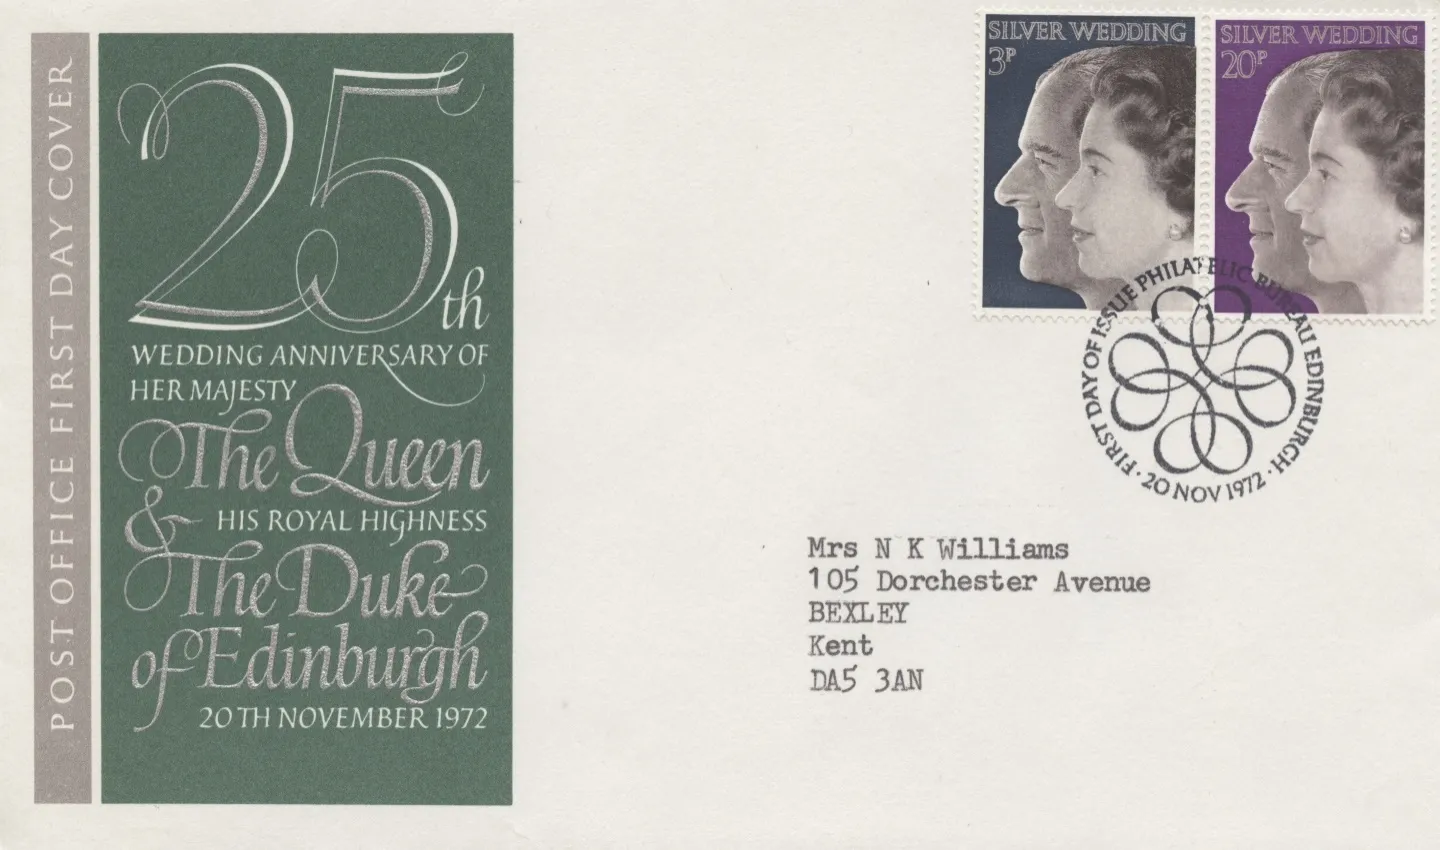 POST OFFICE FIRST DAY COVER
25th
WEDDING ANNIVERSARY OF
HER MAJESTY
The Queen
& HIS ROYAL HIGHNESS
The Duke
of Edinburgh
20TH NOVEMBER 1972
SILVER WEDDING
3P
SILVER WEDDING
20P
FIRST DAY OF ISSUE PHILATELIC BUREAU EDINBURGH
· 20 NOV 1972 ·
Mrs N K Williams
105 Dorchester Avenue
BEXLEY
Kent
DA5 3AN